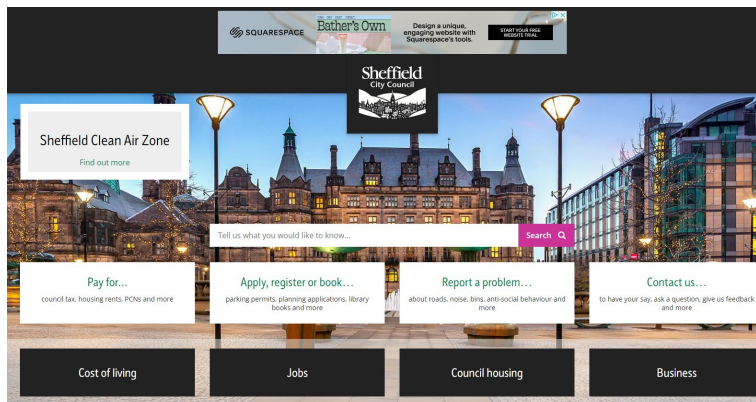 SQUARESPACE
Bather's Own
Design a unique,
engaging website with
Squarespace's tools.
START YOUR FREE
WEBSITE TRIAL
Sheffield
City Council
Sheffield Clean Air Zone
Find out more
Tell us what you would like to know...
Search
Pay for...
council tax, housing rents, PCNs and more
Apply, register or book...
parking permits, planning applications, library
books and more
Report a problem...
about roads, noise, bins, anti-social behaviour and
more
Contact us...
to have your say, ask a question, give us feedback
and more
Cost of living
Jobs
Council housing
Business